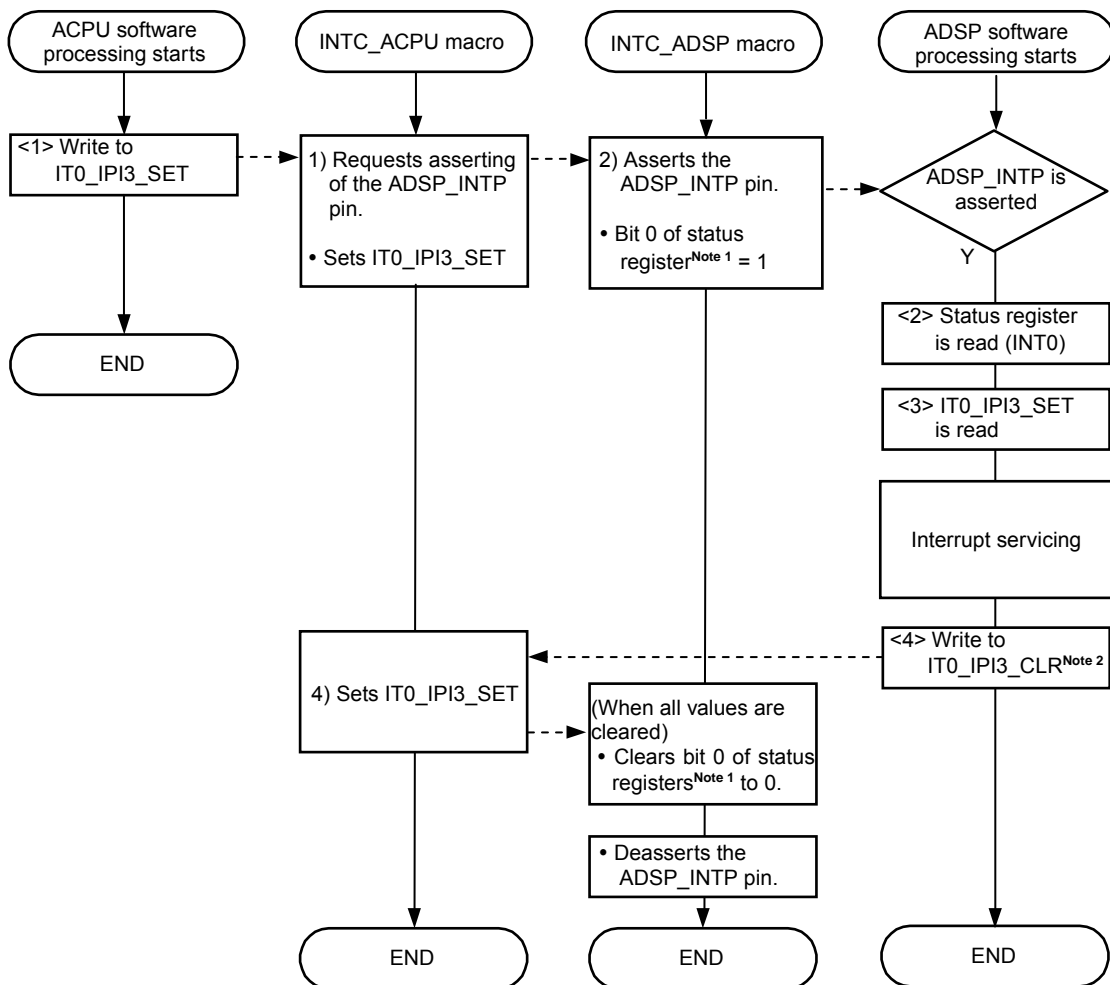 ACPU software
processing starts
<1> Write to
IT0_IPI3_SET
END
INTC_ACPU macro
1) Requests asserting
of the ADSP_INTP
pin.
• Sets IT0_IPI3_SET
4) Sets IT0_IPI3_SET
END
INTC_ADSP macro
2) Asserts the
ADSP_INTP pin.
• Bit 0 of status
registerNote 1 = 1
(When all values are
cleared)
• Clears bit 0 of status
registersNote 1 to 0.
• Deasserts the
ADSP_INTP pin.
END
ADSP software
processing starts
ADSP_INTP is
asserted
Y
<2> Status register
is read (INT0)
<3> IT0_IPI3_SET
is read
Interrupt servicing
<4> Write to
IT0_IPI3_CLRNote 2
END